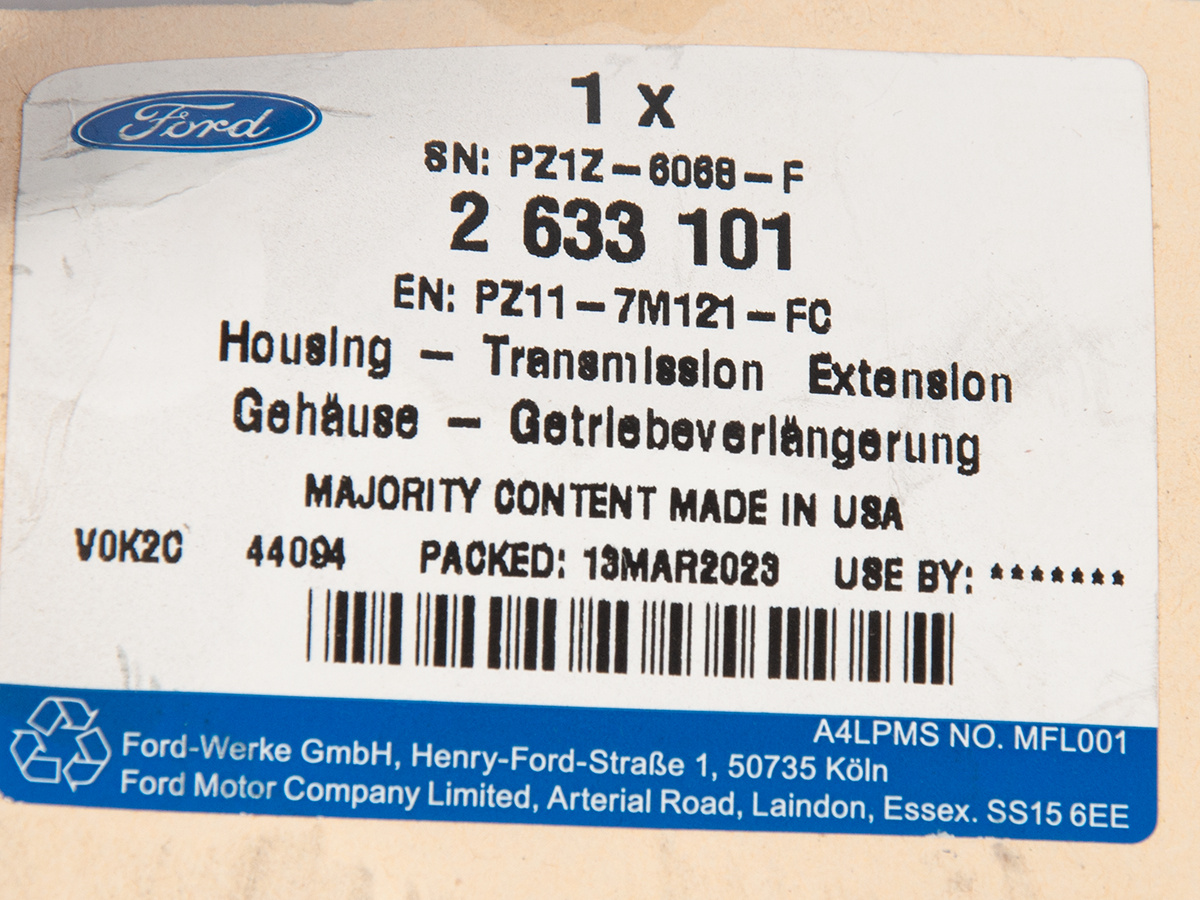 Ford
1 x
SN: PZ1Z-6068-F
2 633 101
EN: PZ11-7M121-FC
Housing - Transmission Extension
Gehäuse - Getriebeverlängerung
MAJORITY CONTENT MADE IN USA
V0K2C 44094 PACKED: 13MAR2023 USE BY: *******
A4LPMS NO. MFL001
Ford-Werke GmbH, Henry-Ford-Straße 1, 50735 Köln
Ford Motor Company Limited, Arterial Road, Laindon, Essex. SS15 6EE